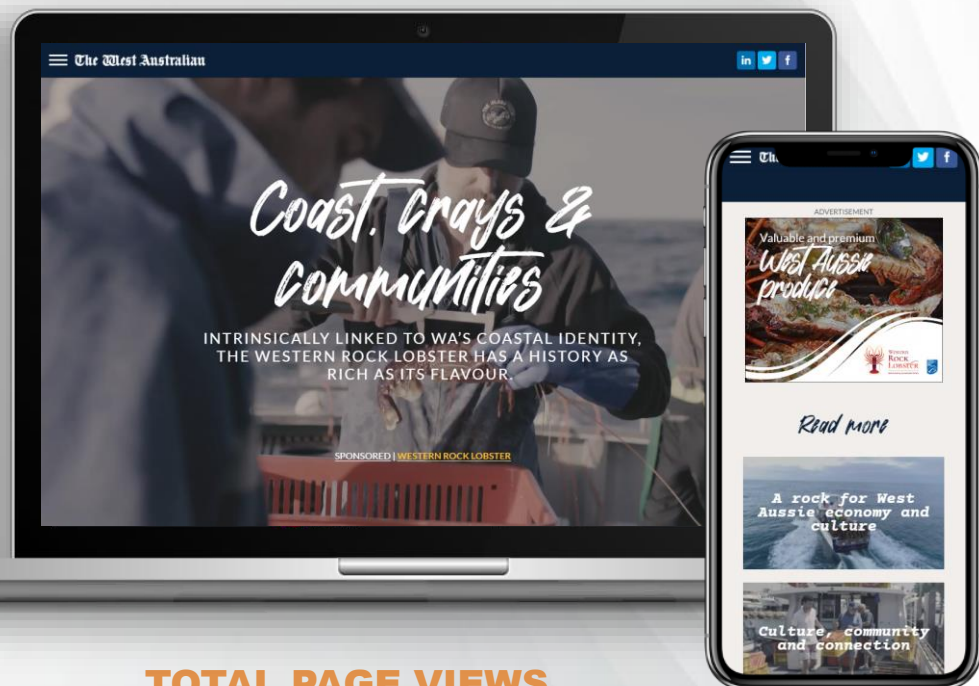 The West Australian
in
f
Coast, Crays &
Communities
INTRINSICALLY LINKED TO WA'S COASTAL IDENTITY,
THE WESTERN ROCK LOBSTER HAS A HISTORY AS
RICH AS ITS FLAVOUR.
SPONSORED | WESTERN ROCK LOBSTER
f
ADVERTISEMENT
Valuable and premium
West Aussie
produce
WESTERN
ROCK
LOBSTER
Read more
A rock for West
Aussie economy and
culture
Culture, community
and connection
TOTAL PAGE VIEWS